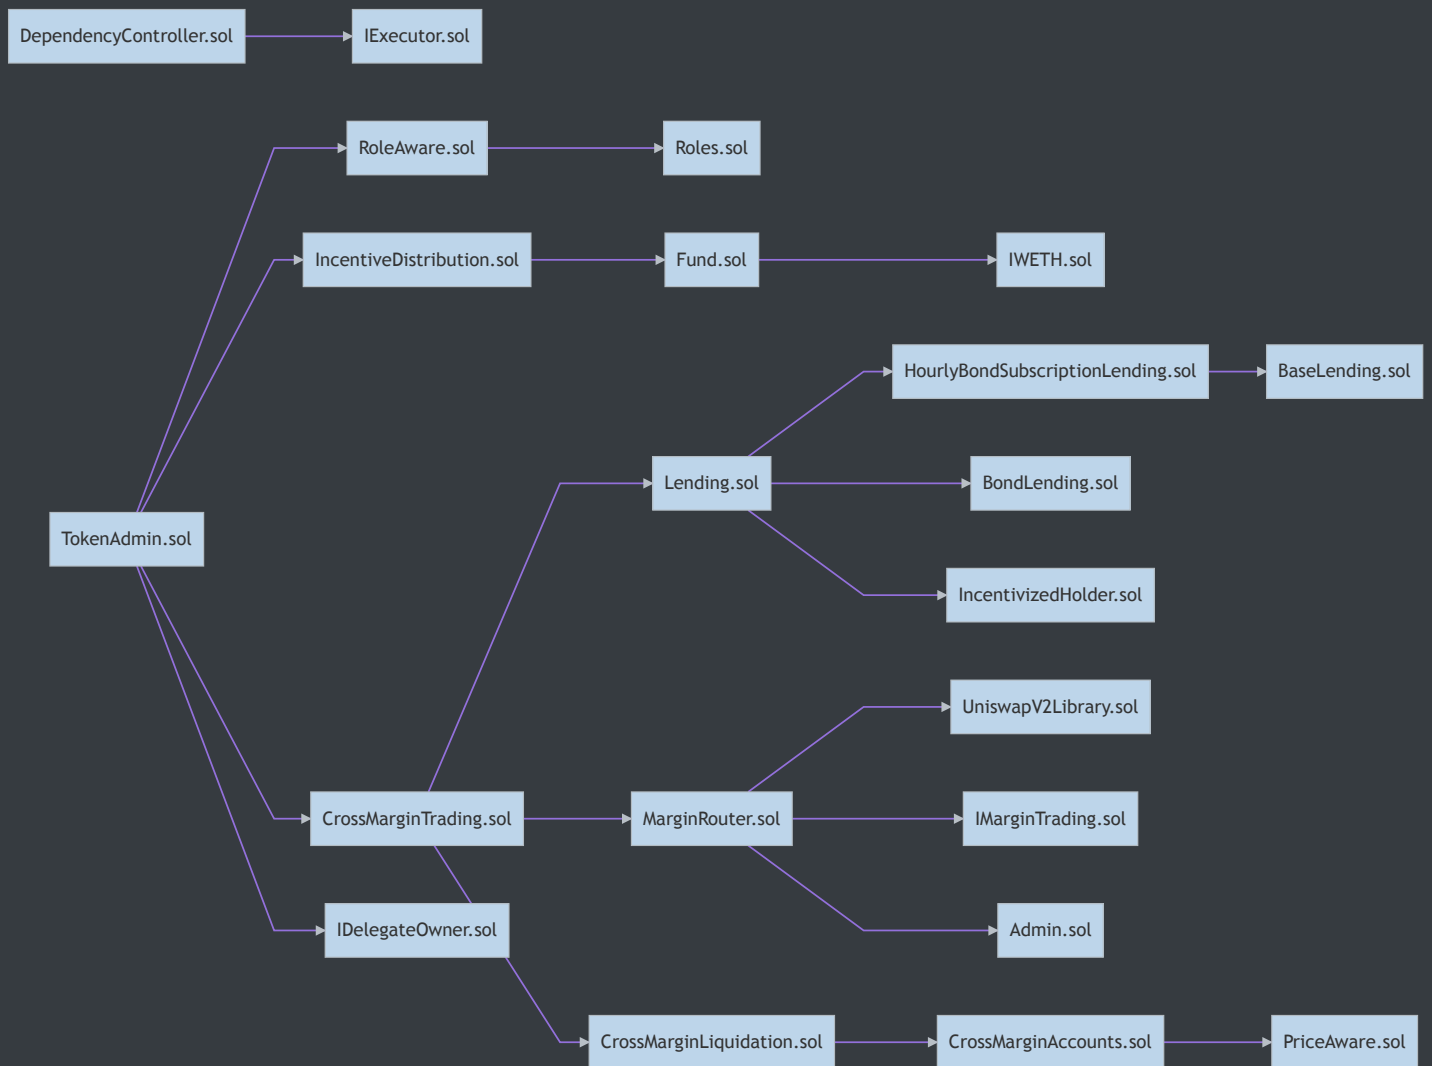 DependencyController.sol
IExecutor.sol
RoleAware.sol
Roles.sol
IncentiveDistribution.sol
Fund.sol
IWETH.sol
HourlyBondSubscriptionLending.sol
BaseLending.sol
Lending.sol
BondLending.sol
TokenAdmin.sol
IncentivizedHolder.sol
UniswapV2Library.sol
CrossMarginTrading.sol
MarginRouter.sol
IMarginTrading.sol
IDelegateOwner.sol
Admin.sol
CrossMarginLiquidation.sol
CrossMarginAccounts.sol
PriceAware.sol